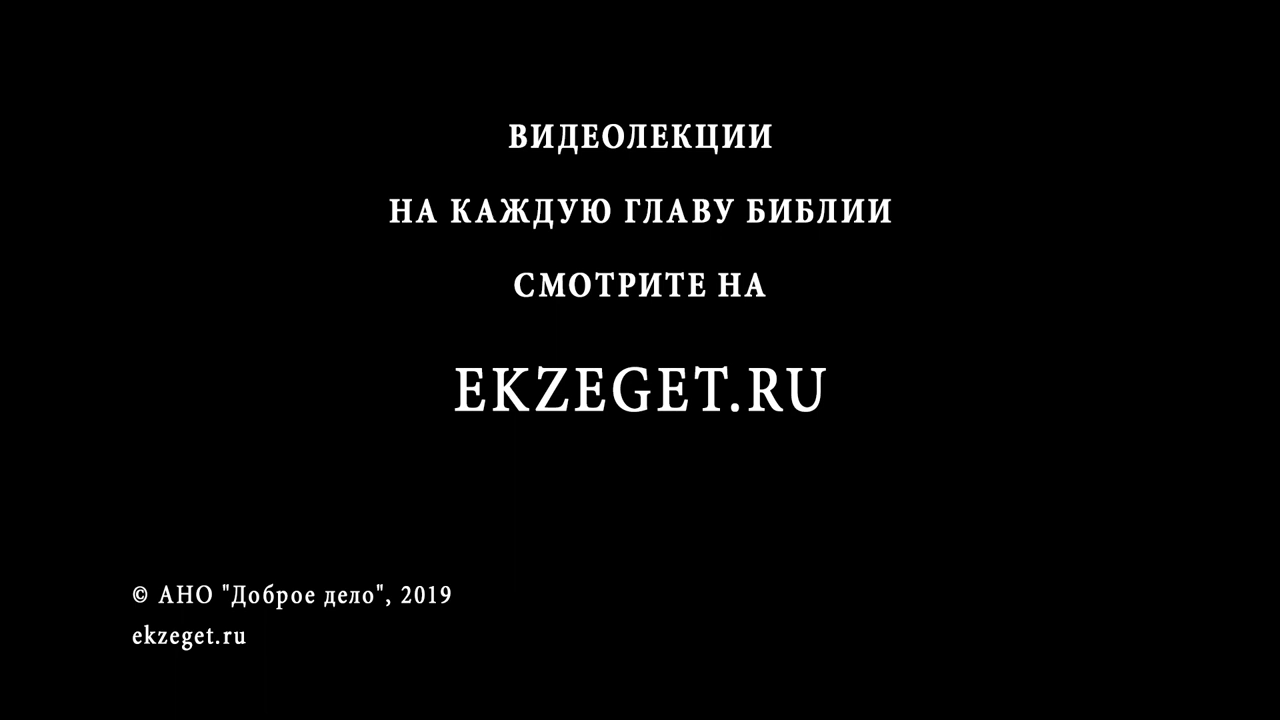 ВИДЕОЛЕКЦИИ
НА КАЖДУЮ ГЛАВУ БИБЛИИ
СМОТРИТЕ НА
EKZEGET.RU
© АНО "Доброе дело", 2019
ekzeget.ru